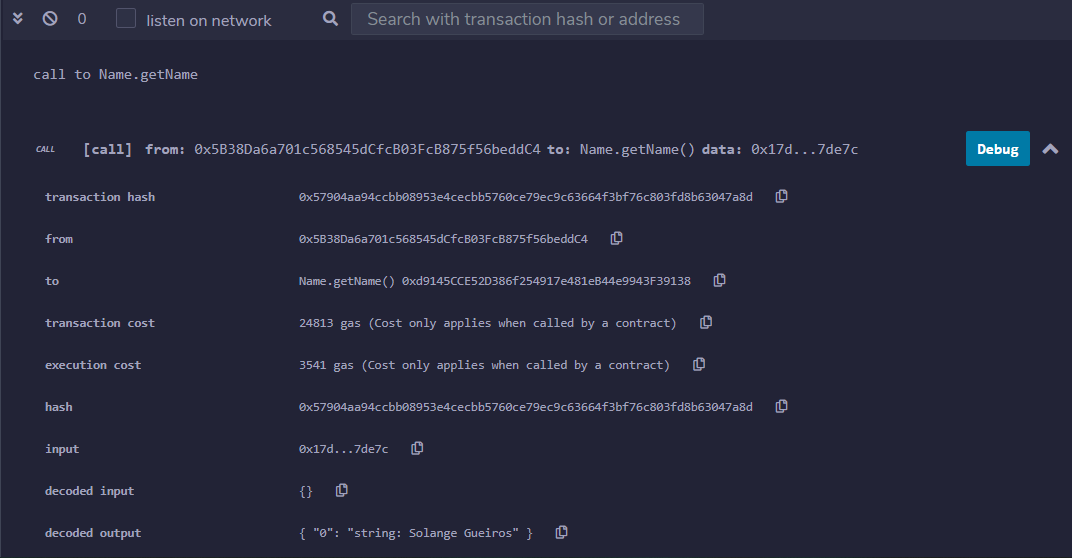 0 listen on network Search with transaction hash or address
call to Name.getName
CALL [call] from: 0x5B38Da6a701c568545dCfcB03FcB875f56beddC4 to: Name.getName() data: 0x17d...7de7c Debug
transaction hash 0x57904aa94ccbb08953e4cecbb5760ce79ec9c63664f3bf76c803fd8b63047a8d
from 0x5B38Da6a701c568545dCfcB03FcB875f56beddC4
to Name.getName() 0xd9145CCE52D386f254917e481eB44e9943F39138
transaction cost 24813 gas (Cost only applies when called by a contract)
execution cost 3541 gas (Cost only applies when called by a contract)
hash 0x57904aa94ccbb08953e4cecbb5760ce79ec9c63664f3bf76c803fd8b63047a8d
input 0x17d...7de7c
decoded input {}
decoded output { "0": "string: Solange Gueiros" }